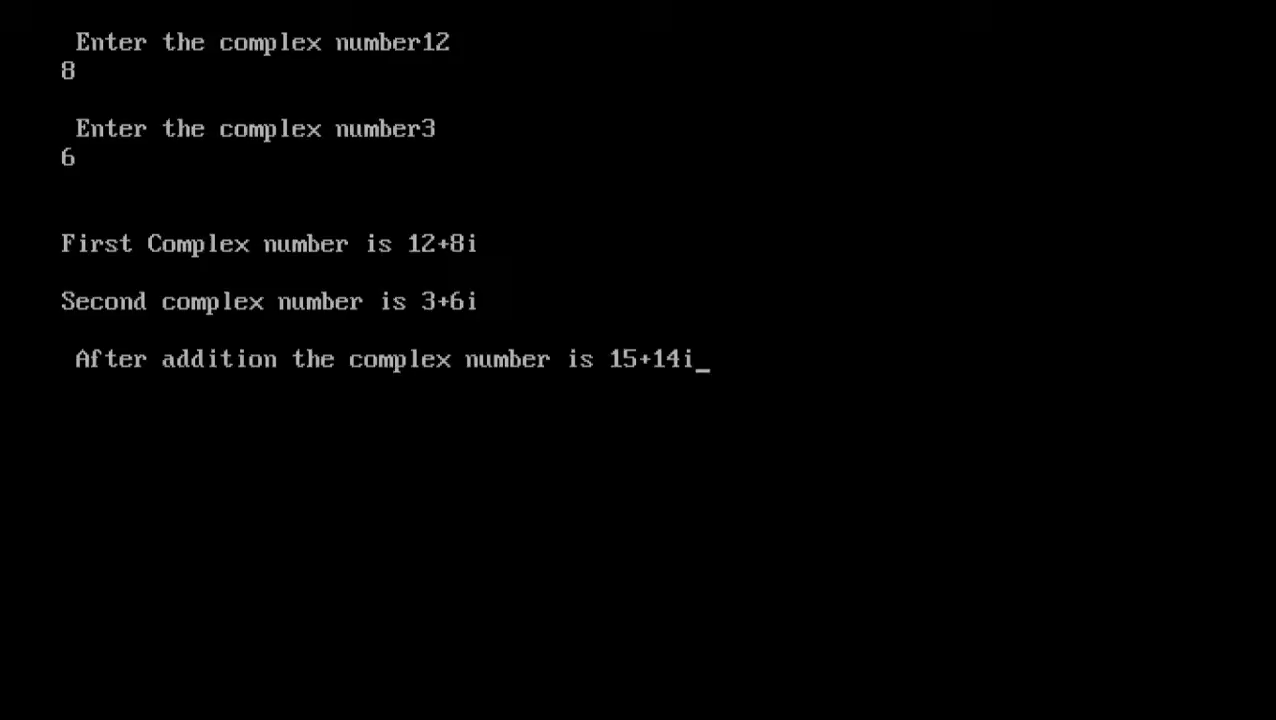 Enter the complex number12
8
Enter the complex number3
6
First Complex number is 12+8i
Second complex number is 3+6i
After addition the complex number is 15+14i_